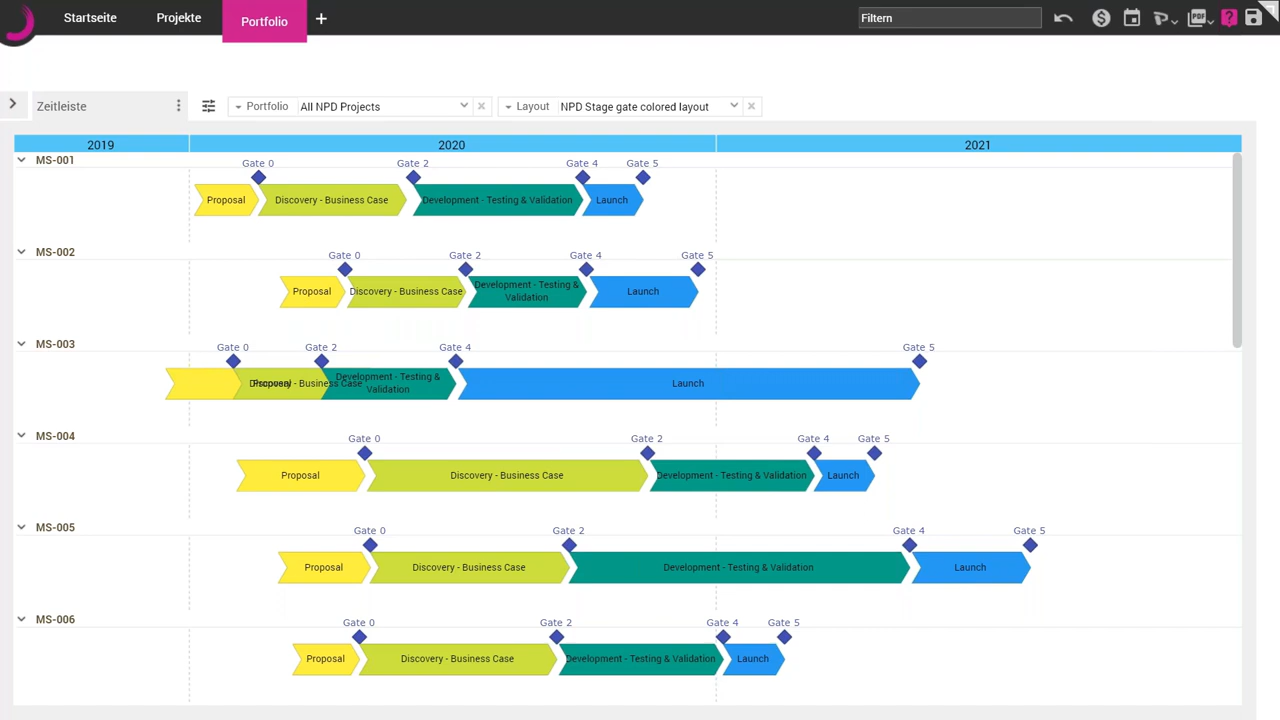 Startseite Projekte Portfolio + Filtern
Zeitleiste Portfolio All NPD Projects Layout NPD Stage gate colored layout
2019 2020 2021
MS-001
Gate 0 Gate 2 Gate 4 Gate 5
Proposal Discovery - Business Case Development - Testing & Validation Launch
MS-002
Gate 0 Gate 2 Gate 4 Gate 5
Proposal Discovery - Business Case Development - Testing & Launch
Validation
MS-003
Gate 0 Gate 2 Gate 4 Gate 5
Proposal Discovery - Business Case Development - Testing & Launch
Validation
MS-004
Gate 0 Gate 2 Gate 4 Gate 5
Proposal Discovery - Business Case Development - Testing & Validation Launch
MS-005
Gate 0 Gate 2 Gate 4 Gate 5
Proposal Discovery - Business Case Development - Testing & Validation Launch
MS-006
Gate 0 Gate 2 Gate 4 Gate 5
Proposal Discovery - Business Case Development - Testing & Validation Launch